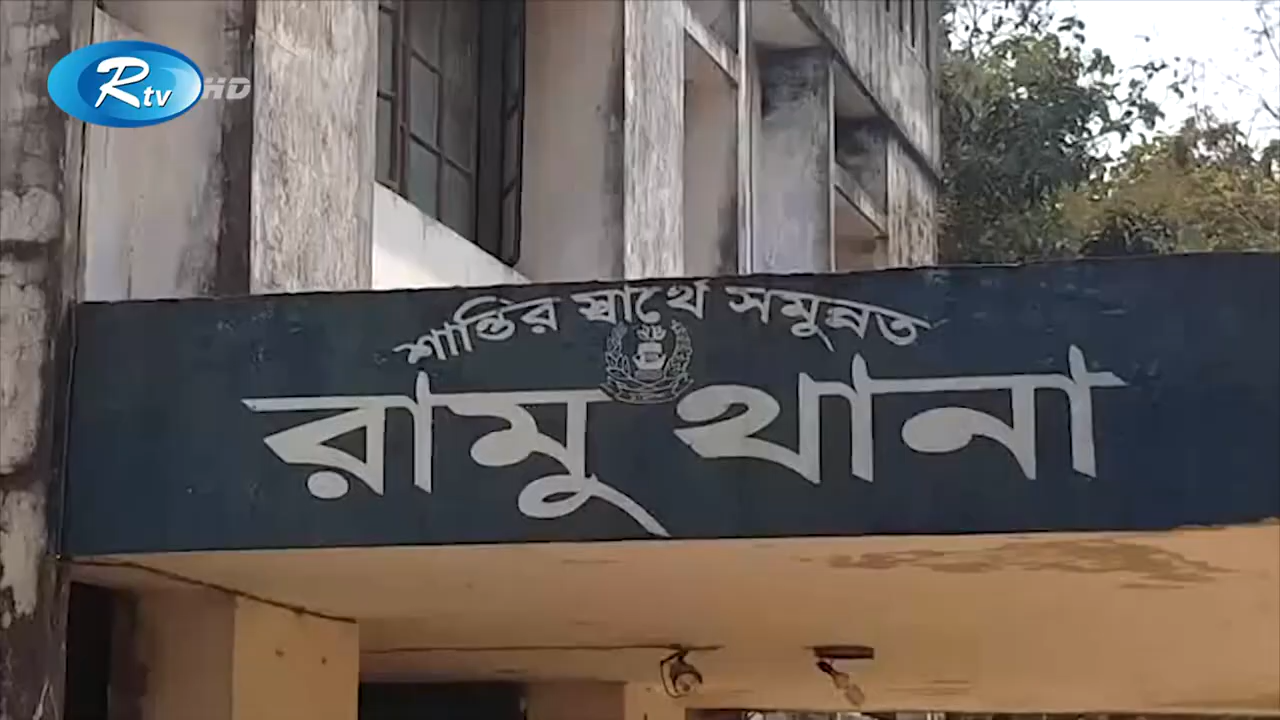 Rtv HD
শান্তির স্বার্থে সমুন্নত
রামু থানা